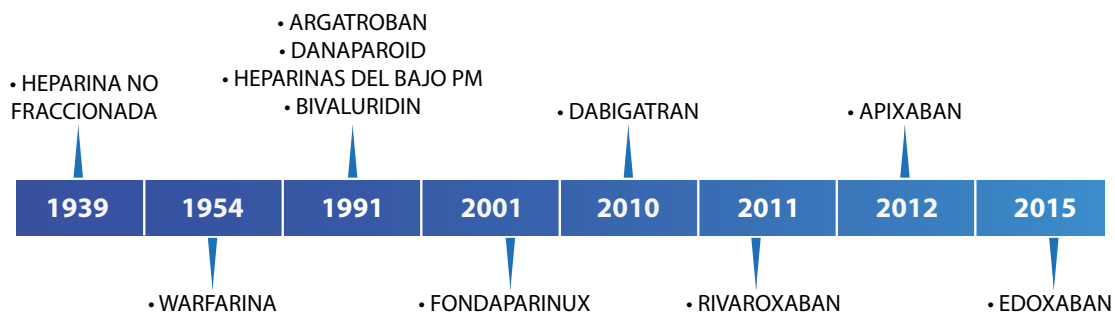 • ARGATROBAN
• DANAPAROID
• HEPARINAS DEL BAJO PM
• BIVALURIDIN
• HEPARINA NO
FRACCIONADA
• DABIGATRAN
• APIXABAN
1939
1954
1991
2001
2010
2011
2012
2015
• WARFARINA
• FONDAPARINUX
• RIVAROXABAN
• EDOXABAN